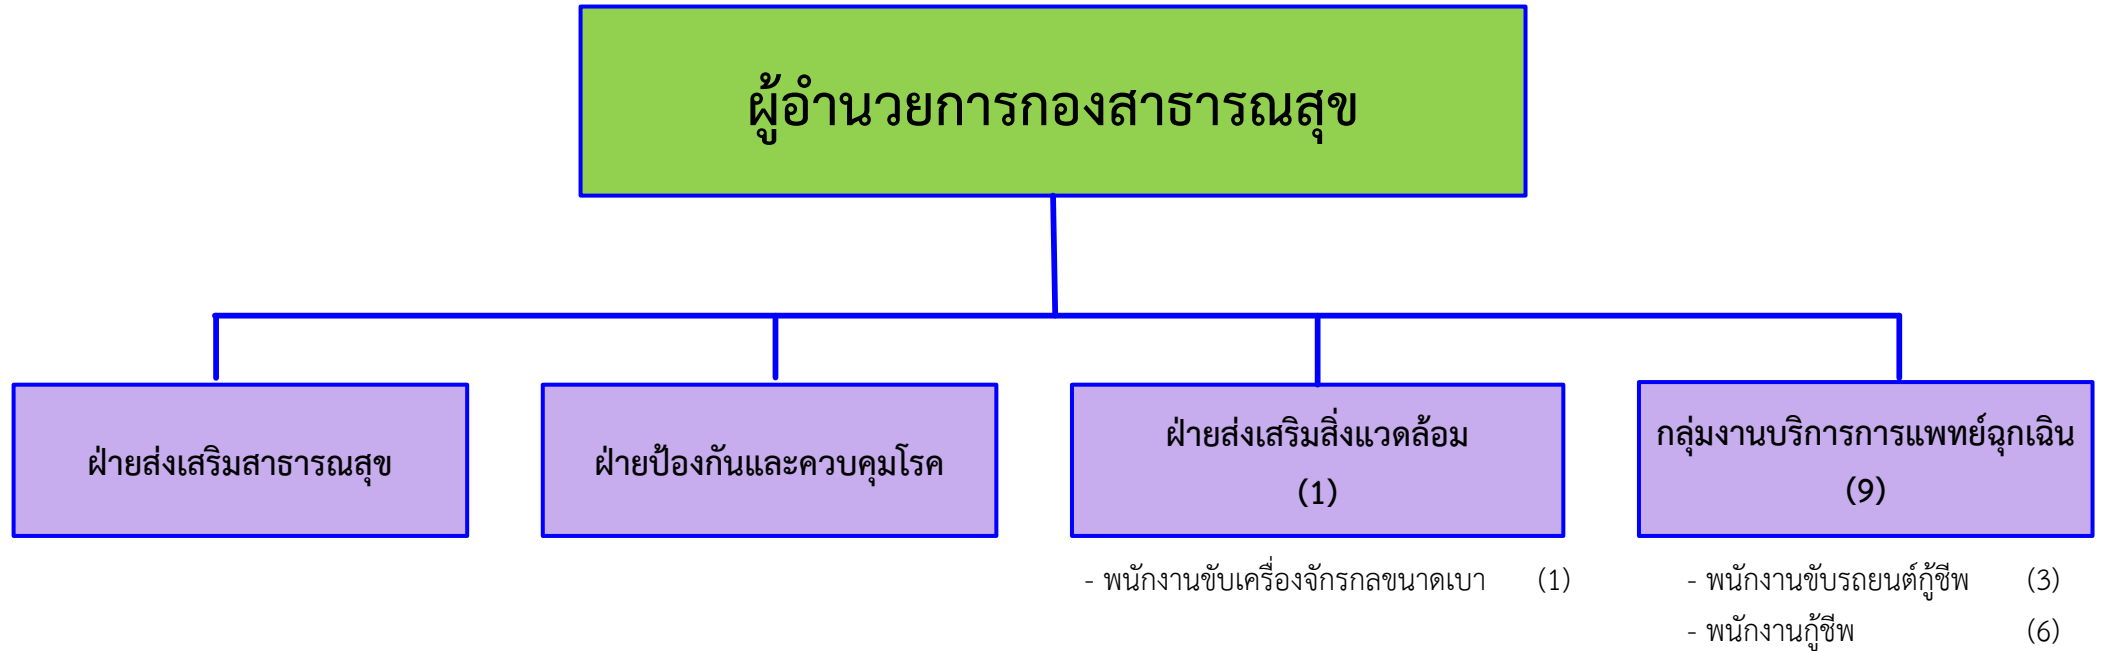 ผู้อำนวยการกองสาธารณสุข
ฝ่ายส่งเสริมสาธารณสุข
ฝ่ายป้องกันและควบคุมโรค
ฝ่ายส่งเสริมสิ่งแวดล้อม
(1)
กลุ่มงานบริการการแพทย์ฉุกเฉิน
(9)
- พนักงานขับเครื่องจักรกลขนาดเบา (1)
- พนักงานขับรถยนต์กู้ชีพ (3)
- พนักงานกู้ชีพ (6)